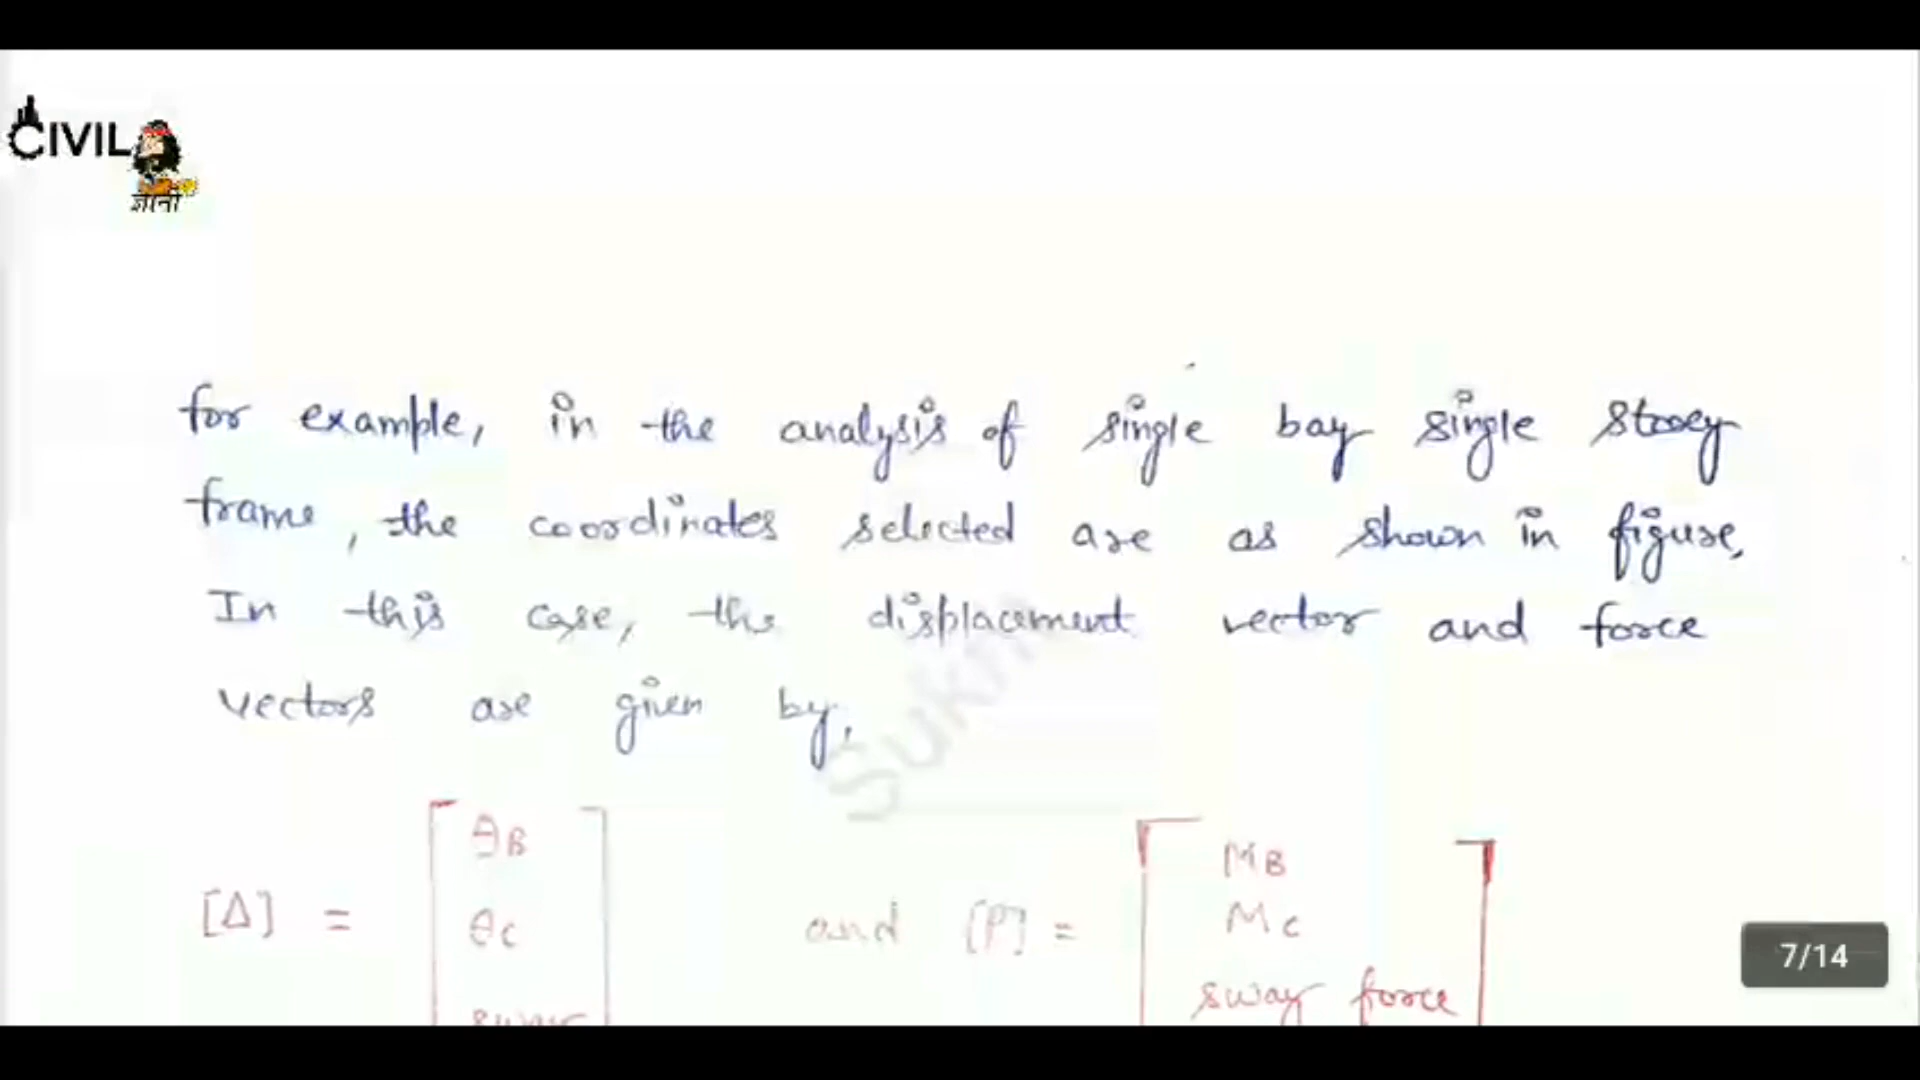 CIVIL
ज्ञानी
for example, in the analysis of single bay single storey
frame, the coordinates selected are as shown in figure,
In this case, the displacement vector and force
vectors are given by,
[Δ] = [θB θC sway] and [P] = [MB MC sway force]
7/14